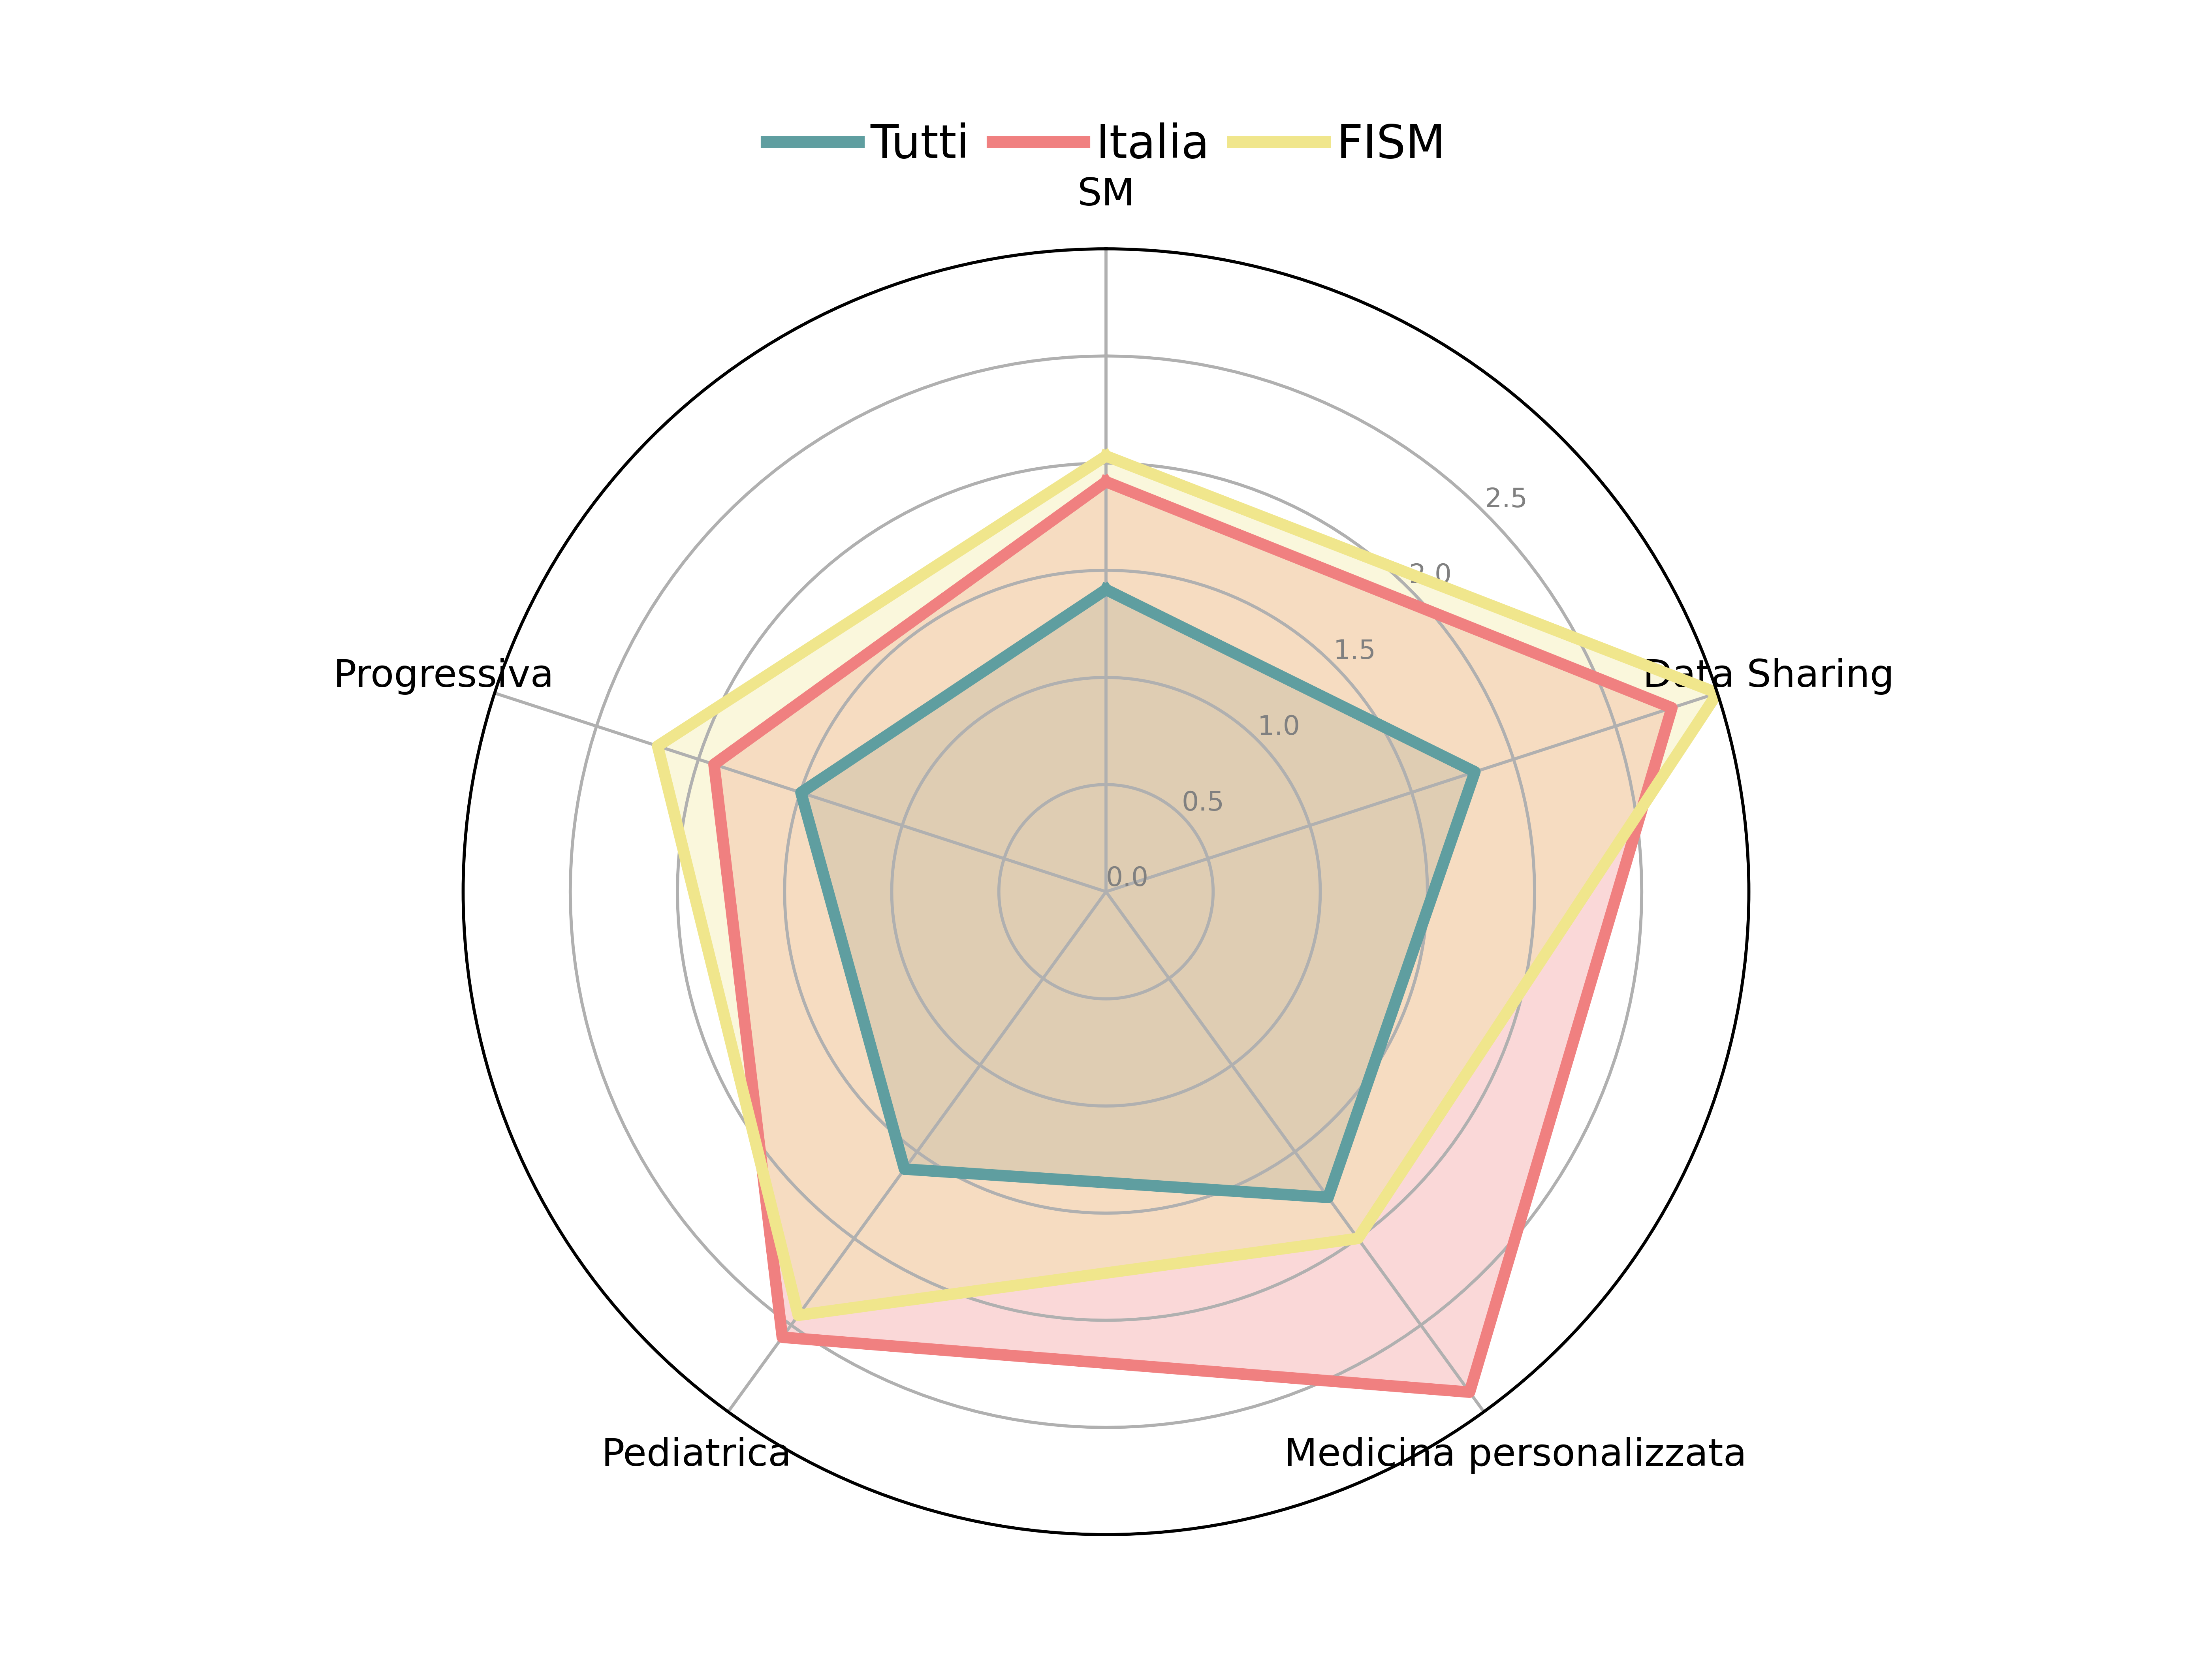 Tutti Italia FISM
SM
2.5
2.0
1.5
Progressiva
Data Sharing
1.0
0.5
0.0
Pediatrica
Medicina personalizzata